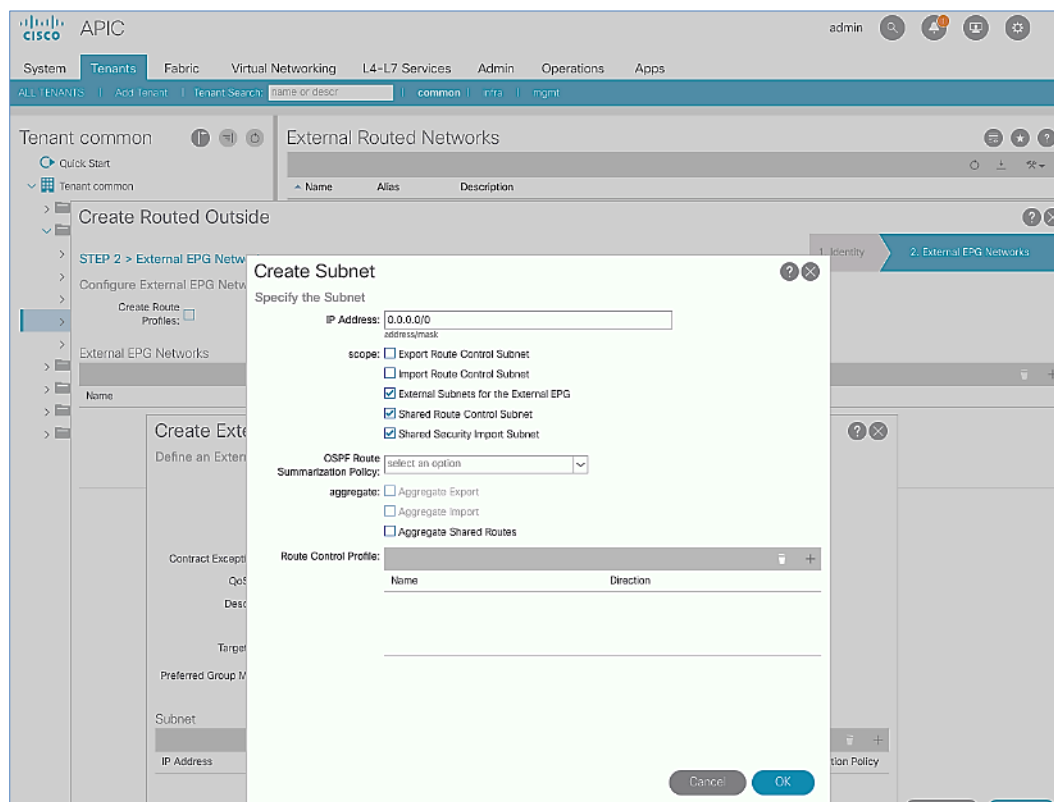 cisco APIC admin
System Tenants Fabric Virtual Networking L4-L7 Services Admin Operations Apps
ALL TENANTS | Add Tenant | Tenant Search: name or descr | common | infra | mgmt
Tenant common
Quick Start
Tenant common
External Routed Networks
Name Alias Description
Create Routed Outside
STEP 2 > External EPG Netw
1. Identity 2. External EPG Networks
Configure External EPG Netw
Create Route
Profiles:
External EPG Networks
Name
Create Exte
Define an Extern
Contract Excepti
QoS
Desc
Target
Preferred Group M
Subnet
IP Address
tion Policy
Create Subnet
Specify the Subnet
IP Address: 0.0.0.0/0
address/mask
scope: Export Route Control Subnet
Import Route Control Subnet
External Subnets for the External EPG
Shared Route Control Subnet
Shared Security Import Subnet
OSPF Route
Summarization Policy: select an option
aggregate: Aggregate Export
Aggregate Import
Aggregate Shared Routes
Route Control Profile:
Name Direction
Cancel OK